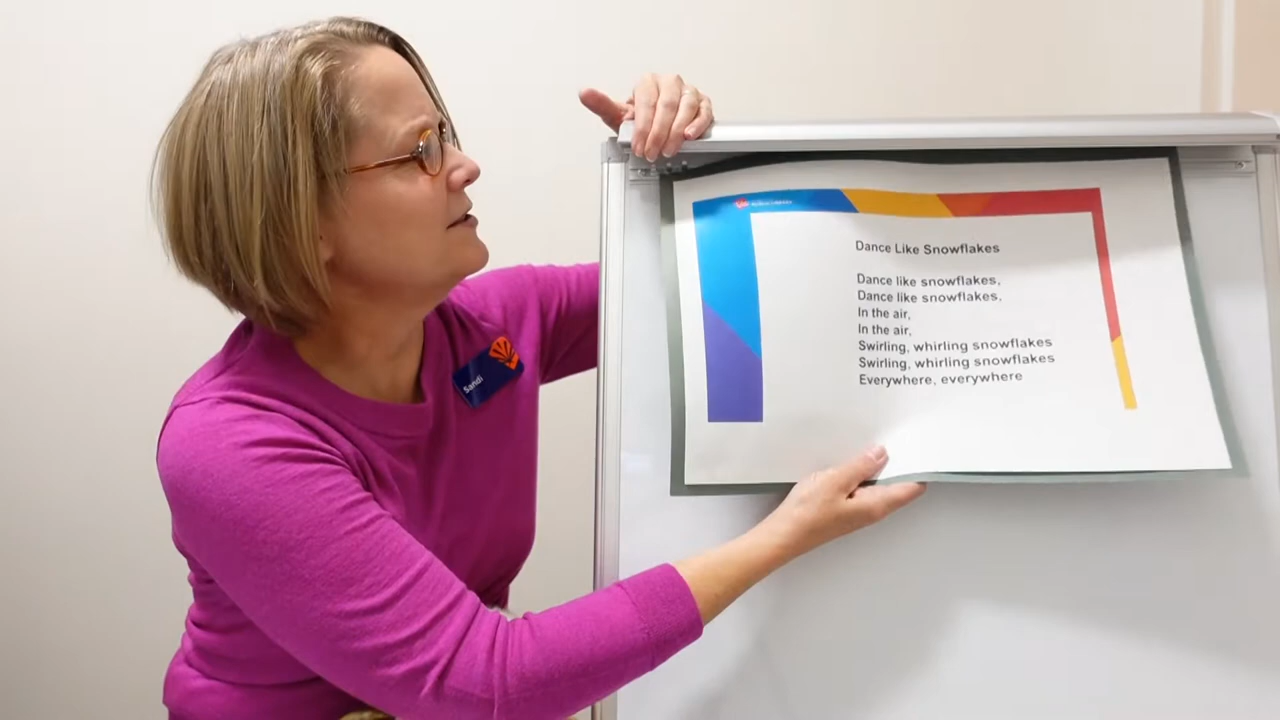 Dance Like Snowflakes
Dance like snowflakes,
Dance like snowflakes.
In the air,
In the air,
Swirling, whirling snowflakes
Swirling, whirling snowflakes
Everywhere, everywhere
Sandi